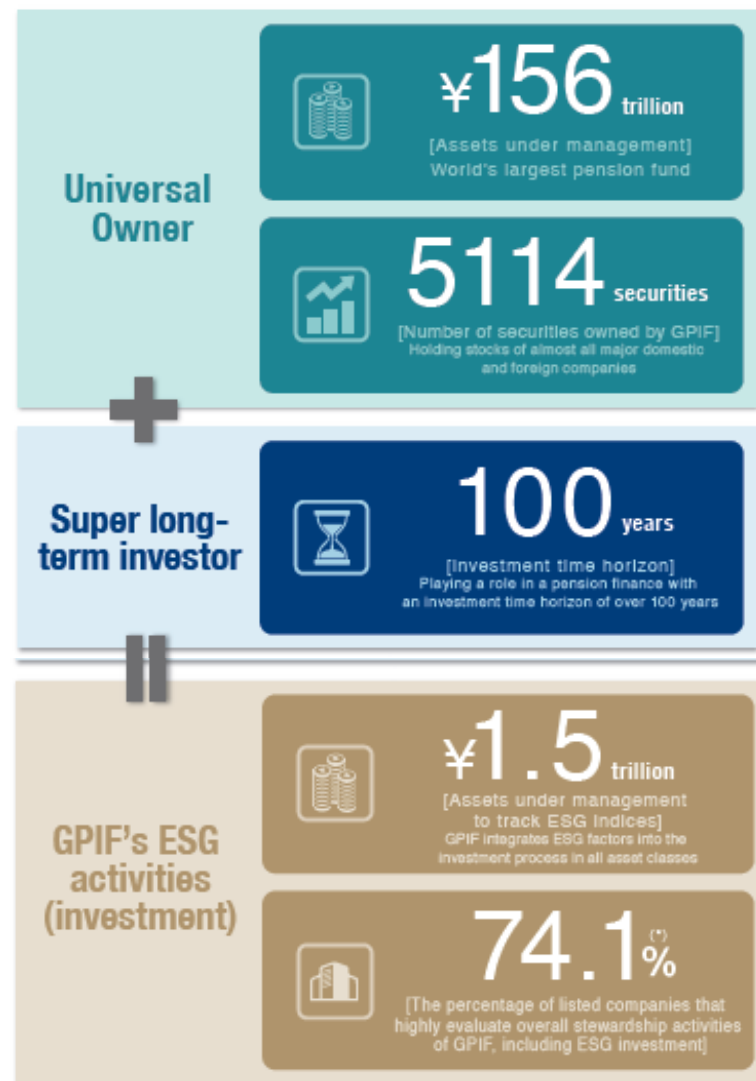 Universal
Owner
¥156 trillion
[Assets under management]
World's largest pension fund
5114 securities
[Number of securities owned by GPIF]
Holding stocks of almost all major domestic
and foreign companies
+
Super long-
term investor
100 years
[Investment time horizon]
Playing a role in a pension finance with
an investment time horizon of over 100 years
=
GPIF's ESG
activities
(investment)
¥1.5 trillion
[Assets under management
to track ESG indices]
GPIF integrates ESG factors into the
investment process in all asset classes
74.1% (*)
[The percentage of listed companies that
highly evaluate overall stewardship activities
of GPIF, including ESG investment]